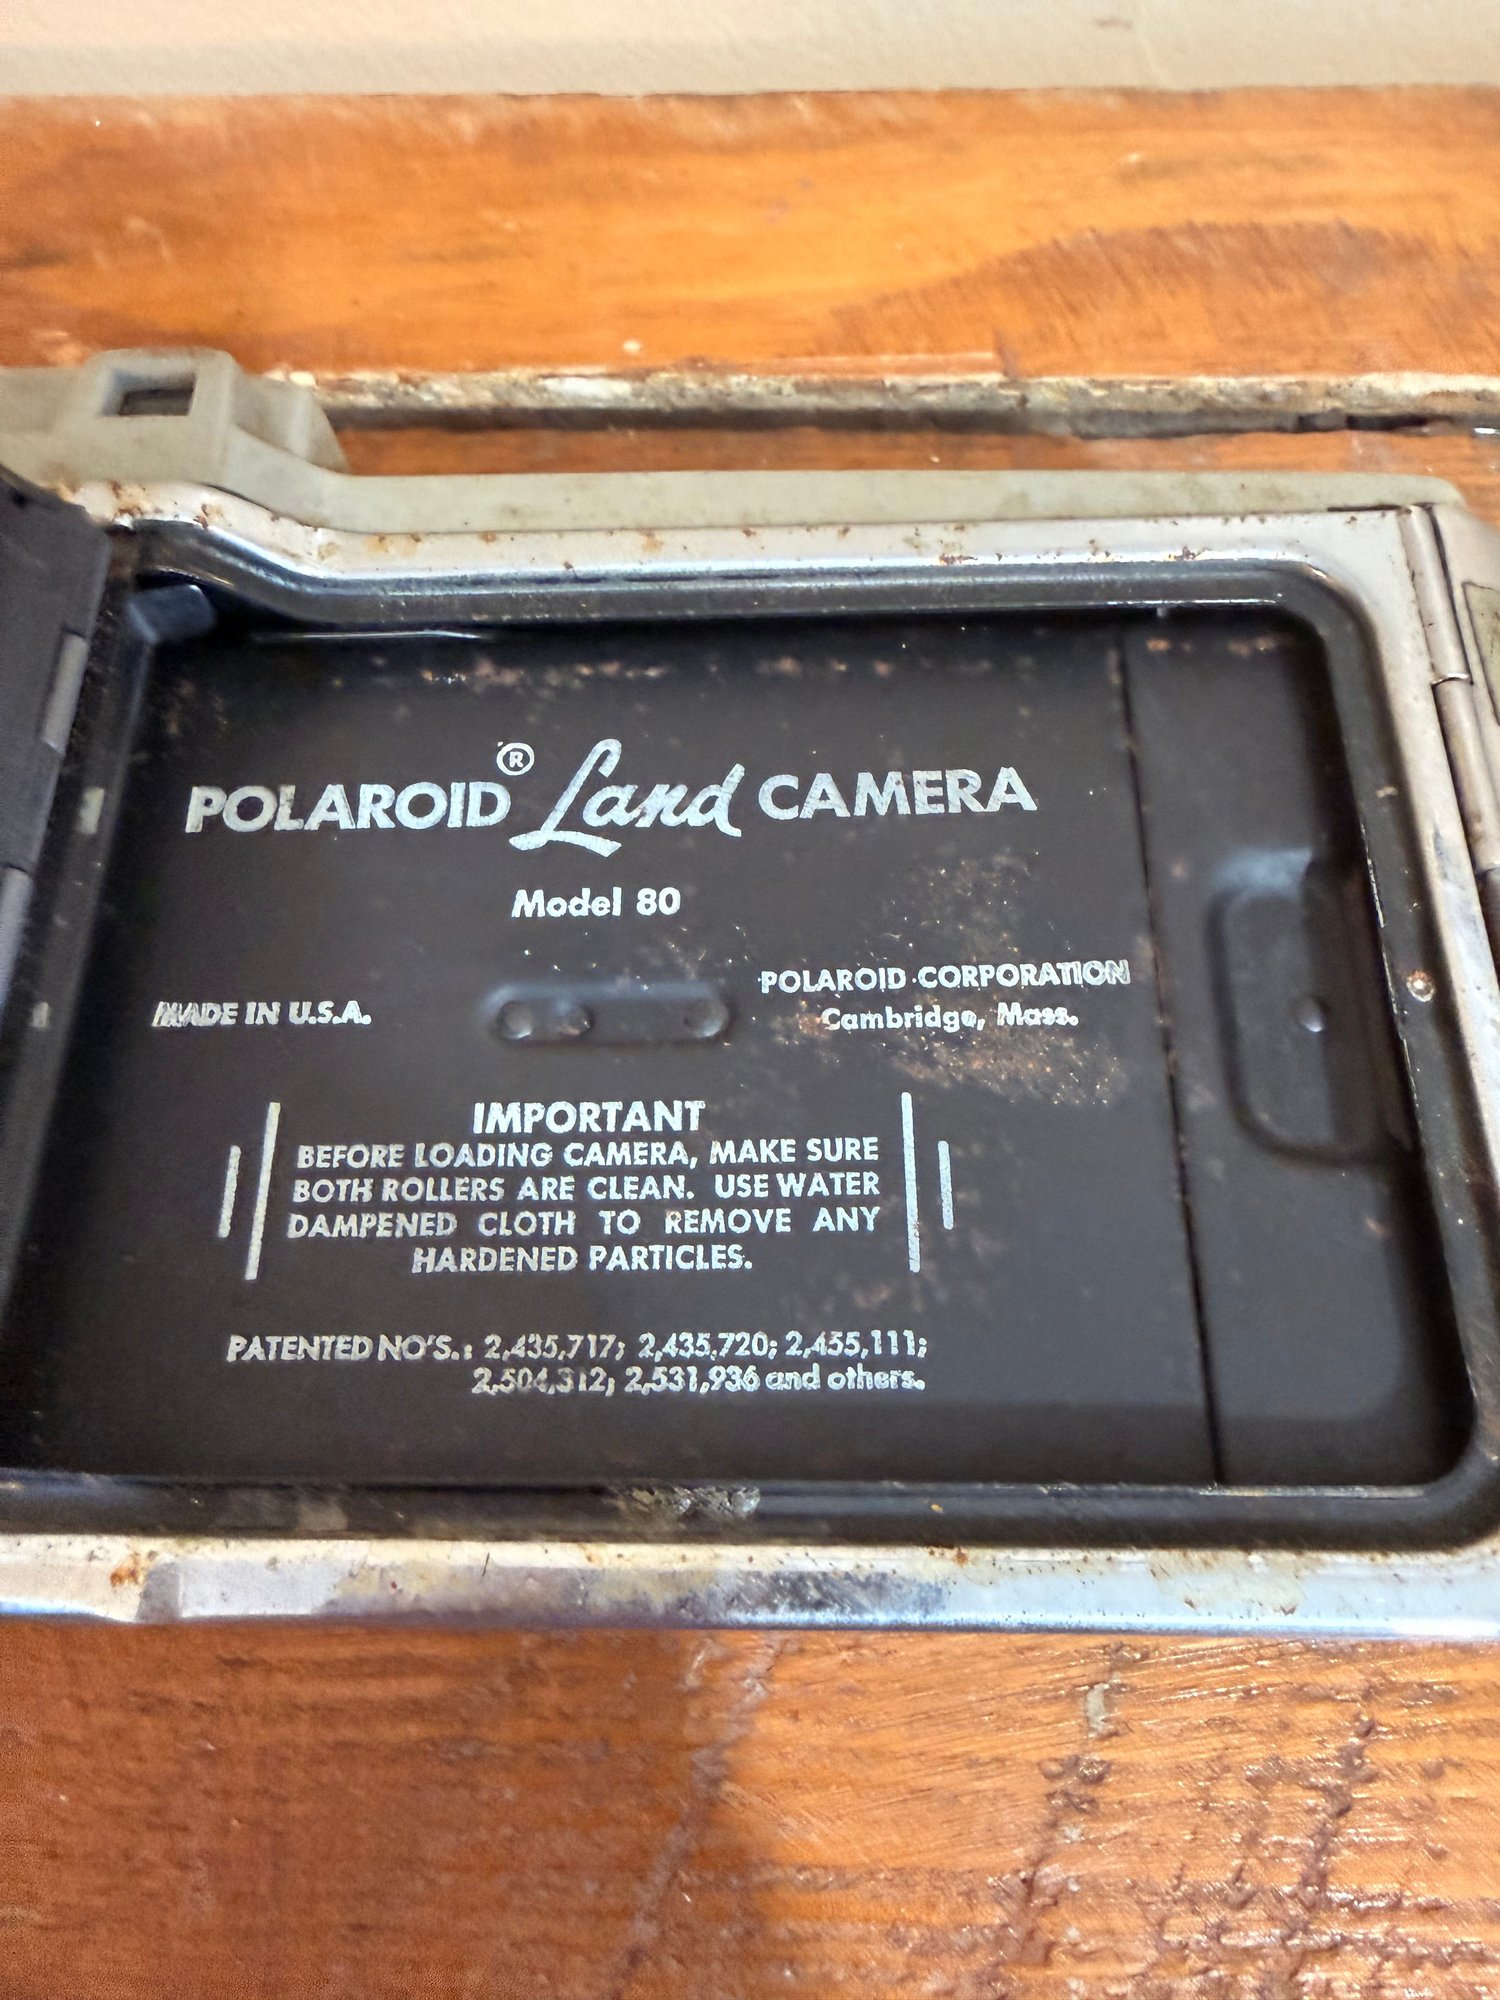 POLAROID® Land CAMERA
Model 80
MADE IN U.S.A.
POLAROID CORPORATION
Cambridge, Mass.
IMPORTANT
BEFORE LOADING CAMERA, MAKE SURE
BOTH ROLLERS ARE CLEAN. USE WATER
DAMPENED CLOTH TO REMOVE ANY
HARDENED PARTICLES.
PATENTED NO'S.: 2,435,717; 2,435,720; 2,455,111;
2,504,312; 2,531,936 and others.